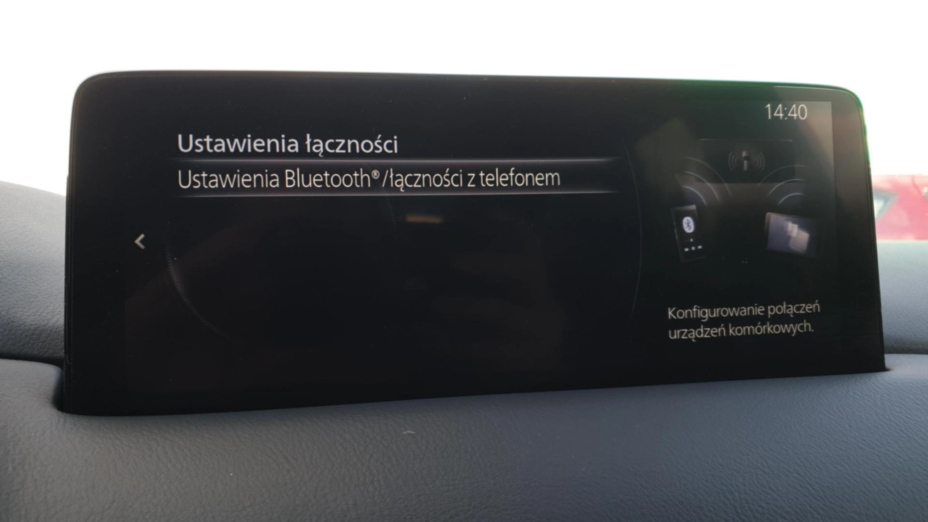 14:40
Ustawienia łączności
Ustawienia Bluetooth®/łączności z telefonem
Konfigurowanie połączeń
urządzeń komórkowych.